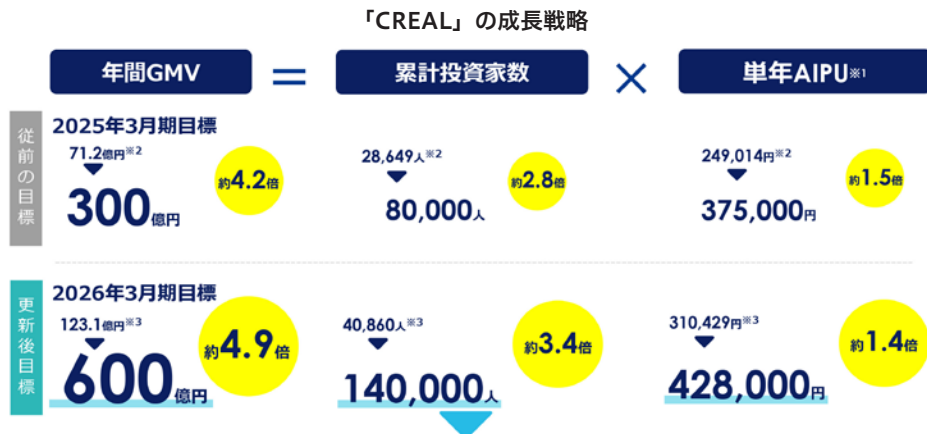 「CREAL」の成長戦略
年間GMV = 累計投資家数 × 単年AIPU※1
従前の目標
2025年3月期目標
71.2億円※2
約4.2倍
300億円
28,649人※2
約2.8倍
80,000人
249,014円※2
約1.5倍
375,000円
更新後目標
2026年3月期目標
123.1億円※3
約4.9倍
600億円
40,860人※3
約3.4倍
140,000人
310,429円※3
約1.4倍
428,000円